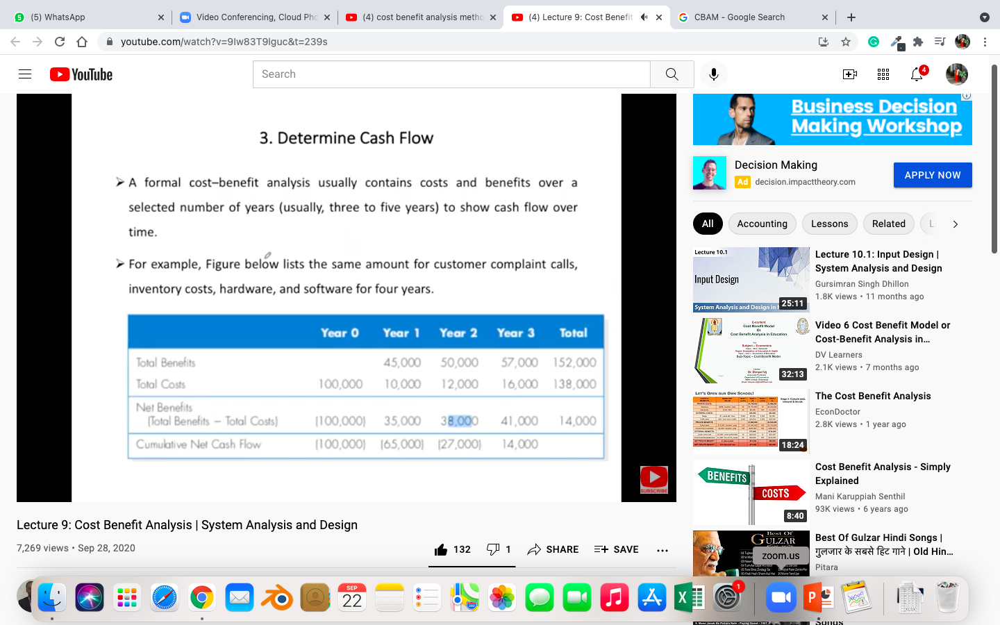 (5) WhatsApp
Video Conferencing, Cloud Pho
(4) cost benefit analysis metho
(4) Lecture 9: Cost Benefit
CBAM - Google Search
youtube.com/watch?v=9Iw83T9lguc&t=239s
YouTube
Search
4
3. Determine Cash Flow
A formal cost–benefit analysis usually contains costs and benefits over a
selected number of years (usually, three to five years) to show cash flow over
time.
For example, Figure below lists the same amount for customer complaint calls,
inventory costs, hardware, and software for four years.
Year 0 Year 1 Year 2 Year 3 Total
Total Benefits 45,000 50,000 57,000 152,000
Total Costs 100,000 10,000 12,000 16,000 138,000
Net Benefits
(Total Benefits – Total Costs) (100,000) 35,000 38,000 41,000 14,000
Cumulative Net Cash Flow (100,000) (65,000) (27,000) 14,000
SUBSCRIBE
Lecture 9: Cost Benefit Analysis | System Analysis and Design
7,269 views • Sep 28, 2020
132 1 SHARE SAVE
Business Decision
Making Workshop
Decision Making
Ad decision.impacttheory.com
APPLY NOW
All Accounting Lessons Related
Lecture 10.1
Input Design
25:11
Lecture 10.1: Input Design |
System Analysis and Design
Gursimran Singh Dhillon
1.8K views • 11 months ago
E-content
Cost-Benefit Modal
Or
Cost Benefit Analysis in Education
32:13
Video 6 Cost Benefit Model or
Cost-Benefit Analysis in...
DV Learners
2.1K views • 7 months ago
LET'S OPEN OUR OWN SCHOOL!
18:24
The Cost Benefit Analysis
EconDoctor
2.8K views • 1 year ago
BENEFITS
COSTS
8:40
Cost Benefit Analysis - Simply
Explained
Mani Karuppiah Senthil
93K views • 6 years ago
Best Of
GULZAR
Best Of Gulzar Hindi Songs |
गुलजार के सबसे हिट गाने | Old Hin...
Pitara
zoom.us
SEP
22
1
Songs
XLSX